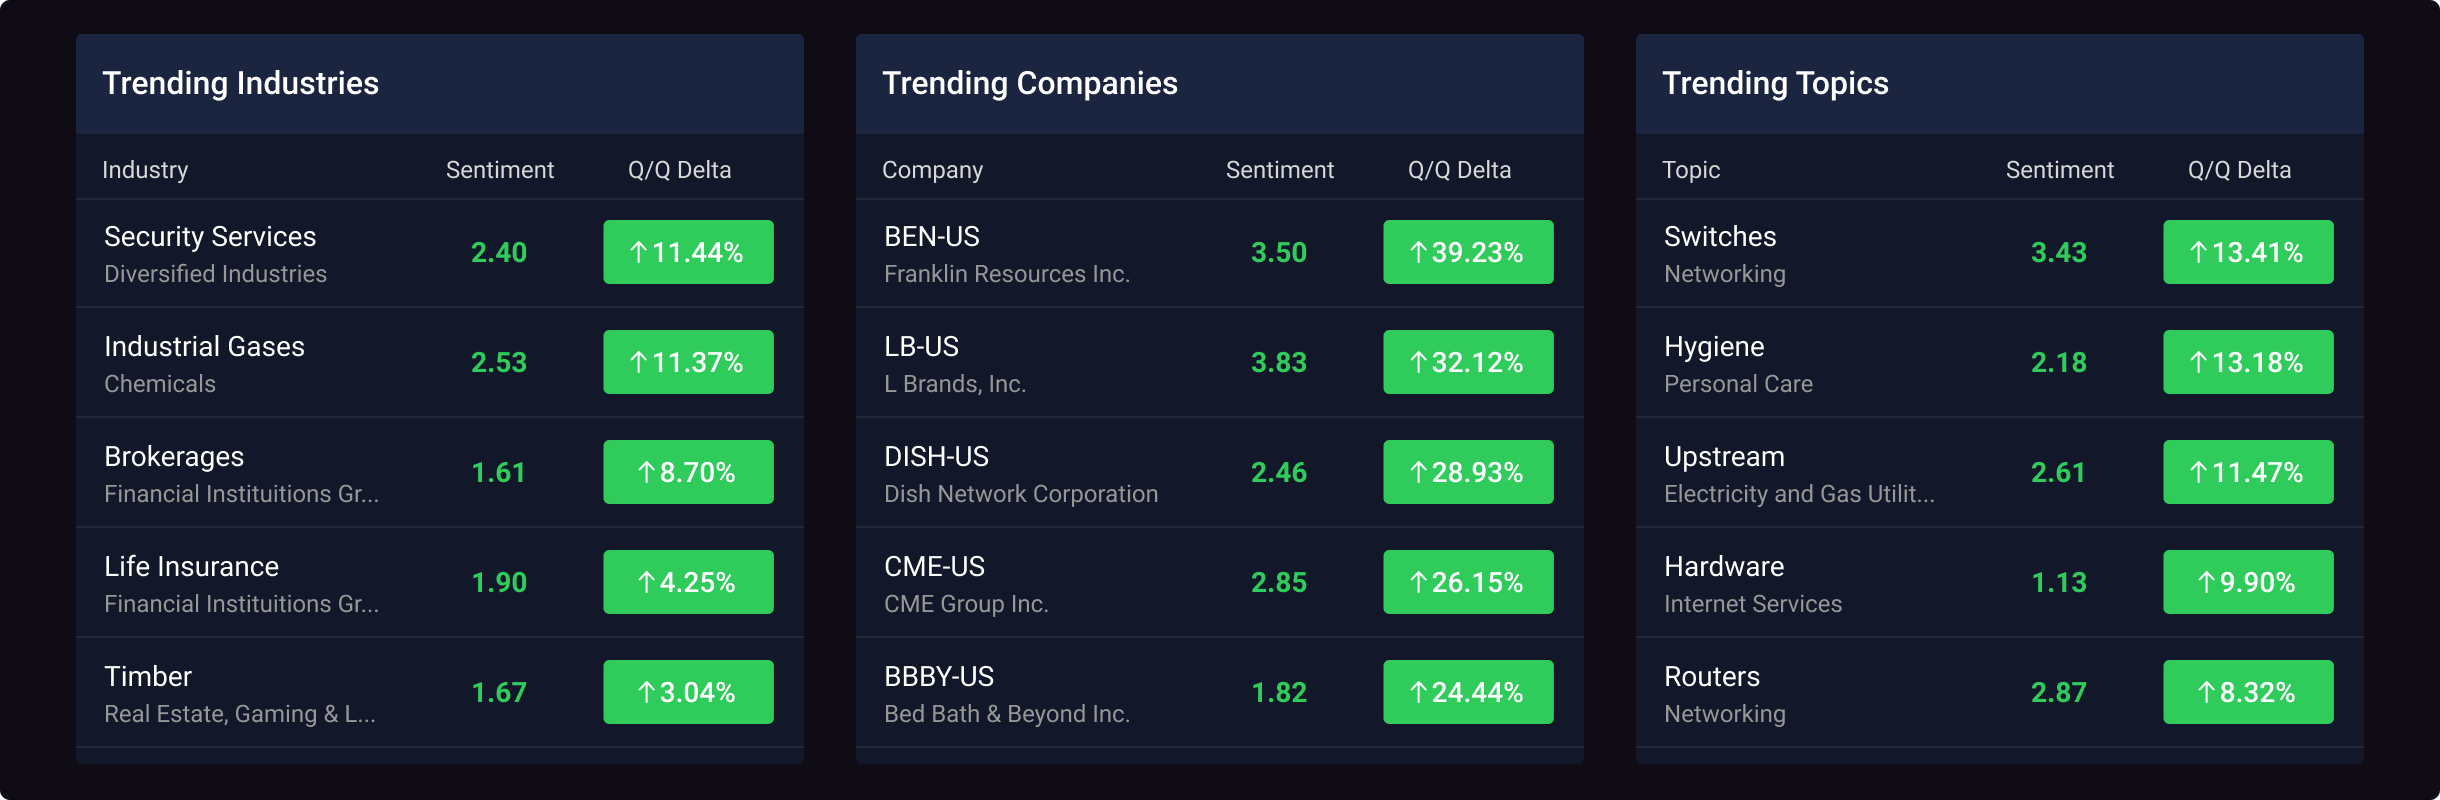 Trending Industries
Industry Sentiment Q/Q Delta
Security Services
Diversified Industries
2.40 ↑11.44%
Industrial Gases
Chemicals
2.53 ↑11.37%
Brokerages
Financial Instituitions Gr...
1.61 ↑8.70%
Life Insurance
Financial Instituitions Gr...
1.90 ↑4.25%
Timber
Real Estate, Gaming & L...
1.67 ↑3.04%
Trending Companies
Company Sentiment Q/Q Delta
BEN-US
Franklin Resources Inc.
3.50 ↑39.23%
LB-US
L Brands, Inc.
3.83 ↑32.12%
DISH-US
Dish Network Corporation
2.46 ↑28.93%
CME-US
CME Group Inc.
2.85 ↑26.15%
BBBY-US
Bed Bath & Beyond Inc.
1.82 ↑24.44%
Trending Topics
Topic Sentiment Q/Q Delta
Switches
Networking
3.43 ↑13.41%
Hygiene
Personal Care
2.18 ↑13.18%
Upstream
Electricity and Gas Utilit...
2.61 ↑11.47%
Hardware
Internet Services
1.13 ↑9.90%
Routers
Networking
2.87 ↑8.32%